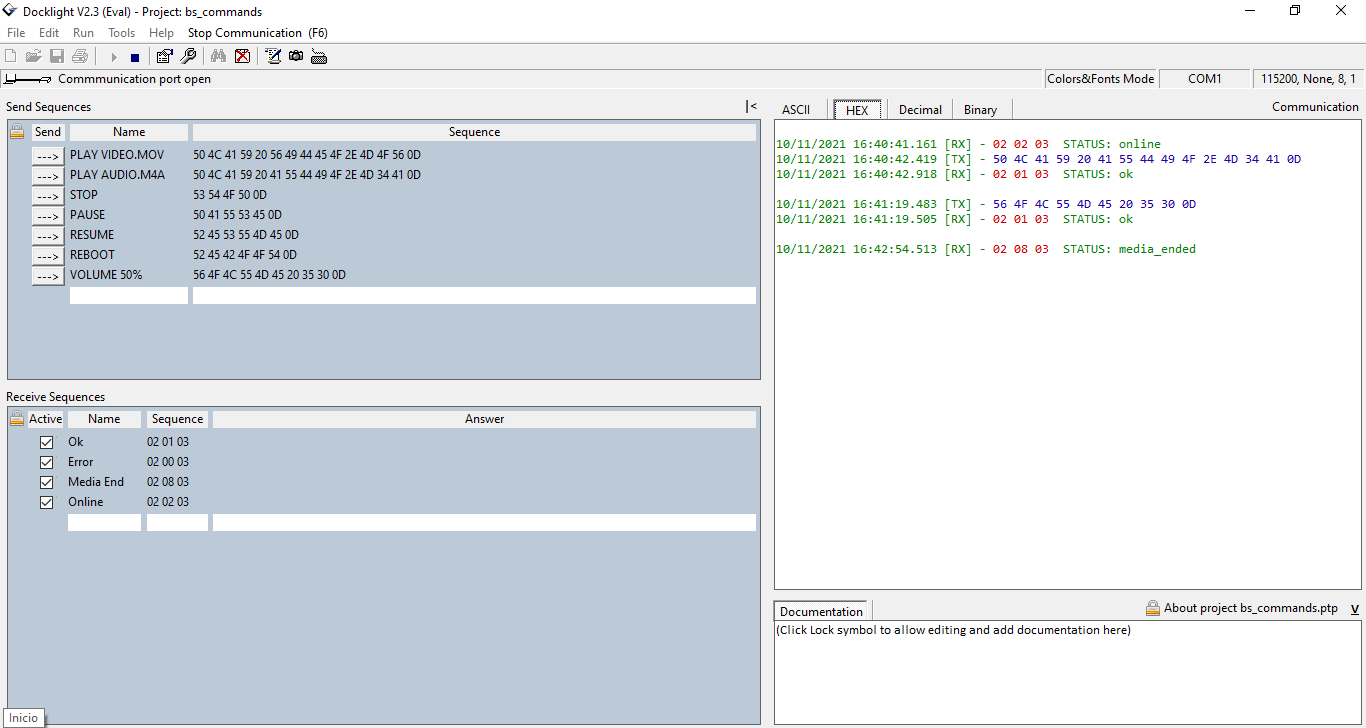 Docklight V2.3 (Eval) - Project: bs_commands
File Edit Run Tools Help Stop Communication (F6)
Commmunication port open
Colors&Fonts Mode COM1 115200, None, 8, 1
Send Sequences
|<
Send Name Sequence
---> PLAY VIDEO.MOV 50 4C 41 59 20 56 49 44 45 4F 2E 4D 4F 56 0D
---> PLAY AUDIO.M4A 50 4C 41 59 20 41 55 44 49 4F 2E 4D 34 41 0D
---> STOP 53 54 4F 50 0D
---> PAUSE 50 41 55 53 45 0D
---> RESUME 52 45 53 55 4D 45 0D
---> REBOOT 52 45 42 4F 4F 54 0D
---> VOLUME 50% 56 4F 4C 55 4D 45 20 35 30 0D
Receive Sequences
Active Name Sequence Answer
Ok 02 01 03
Error 02 00 03
Media End 02 08 03
Online 02 02 03
Inicio
ASCII HEX Decimal Binary Communication
10/11/2021 16:40:41.161 [RX] - 02 02 03 STATUS: online
10/11/2021 16:40:42.419 [TX] - 50 4C 41 59 20 41 55 44 49 4F 2E 4D 34 41 0D
10/11/2021 16:40:42.918 [RX] - 02 01 03 STATUS: ok
10/11/2021 16:41:19.483 [TX] - 56 4F 4C 55 4D 45 20 35 30 0D
10/11/2021 16:41:19.505 [RX] - 02 01 03 STATUS: ok
10/11/2021 16:42:54.513 [RX] - 02 08 03 STATUS: media_ended
Documentation About project bs_commands.ptp V
(Click Lock symbol to allow editing and add documentation here)